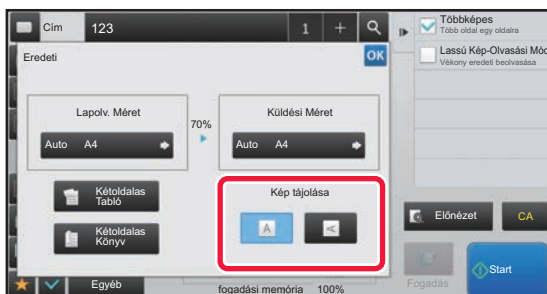 Cím 123 1 +
Többképes
Több oldal egy oldalra
Eredeti
OK
Lassú Kép-Olvasási Mód
Vékony eredeti beolvasása
Lapolv. Méret
70%
Küldési Méret
Auto A4
Auto A4
Kétoldalas
Tabló
Kép tájolása
A A
Kétoldalas
Könyv
Előnézet
CA
Egyéb
fogadási memória 100%
Fogadás
Start